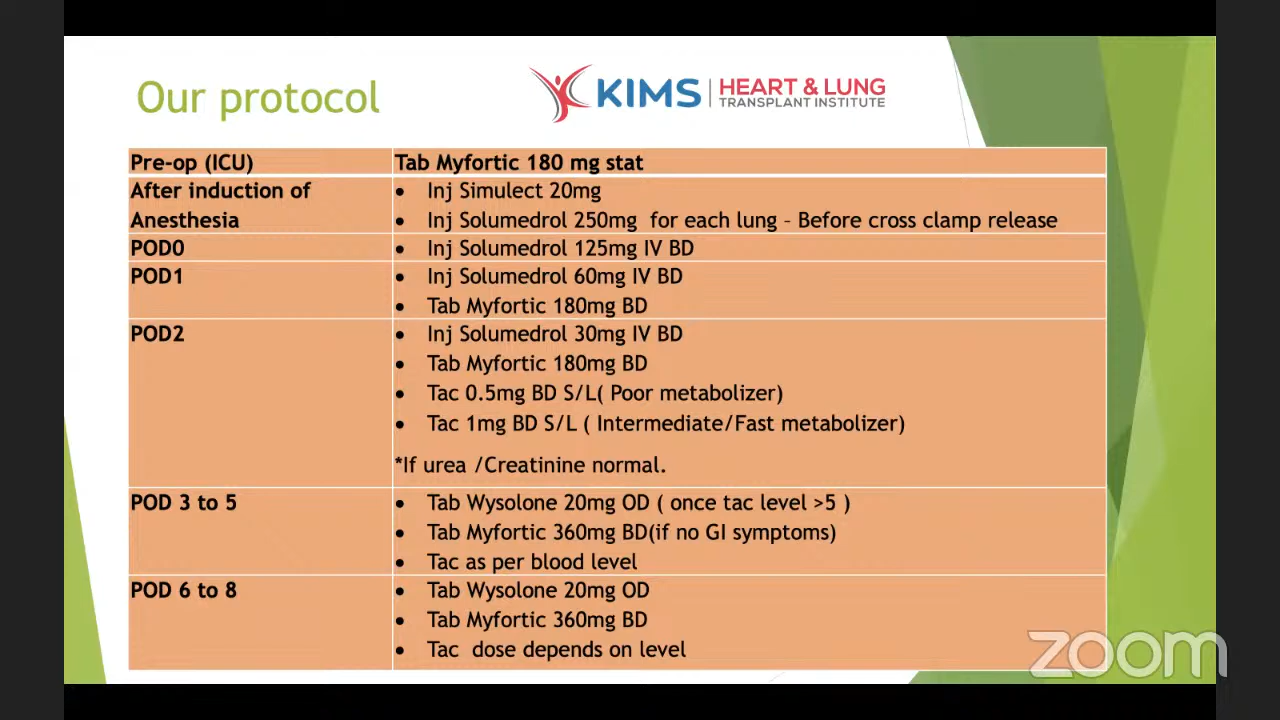 Our protocol
KIMS HEART & LUNG
TRANSPLANT INSTITUTE
Pre-op (ICU) Tab Myfortic 180 mg stat
After induction of Anesthesia
• Inj Simulect 20mg
• Inj Solumedrol 250mg for each lung – Before cross clamp release
POD0 • Inj Solumedrol 125mg IV BD
POD1 • Inj Solumedrol 60mg IV BD
• Tab Myfortic 180mg BD
POD2 • Inj Solumedrol 30mg IV BD
• Tab Myfortic 180mg BD
• Tac 0.5mg BD S/L( Poor metabolizer)
• Tac 1mg BD S/L ( Intermediate/Fast metabolizer)
*If urea /Creatinine normal.
POD 3 to 5 • Tab Wysolone 20mg OD ( once tac level >5 )
• Tab Myfortic 360mg BD(if no GI symptoms)
• Tac as per blood level
POD 6 to 8 • Tab Wysolone 20mg OD
• Tab Myfortic 360mg BD
• Tac dose depends on level
zoom